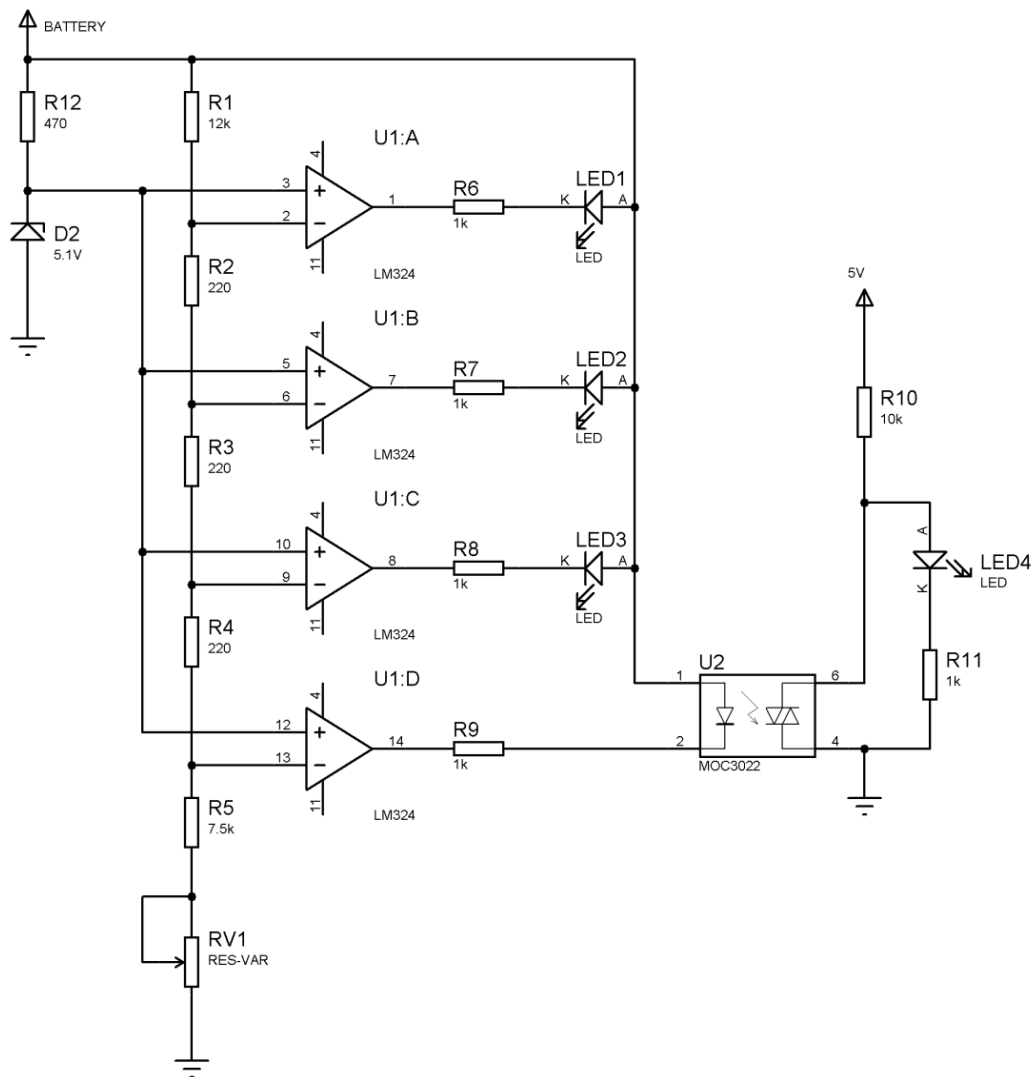 BATTERY
R12
470
R1
12k
U1:A
4
3
+
2
−
1
11
LM324
R6
1k
LED1
K
A
LED
D2
5.1V
R2
220
U1:B
4
5
+
6
−
7
11
LM324
R7
1k
LED2
K
A
LED
5V
R10
10k
R3
220
U1:C
4
10
+
9
−
8
11
LM324
R8
1k
LED3
K
A
LED
A
K
LED4
LED
R11
1k
R4
220
U1:D
4
12
+
13
−
14
11
LM324
R9
1k
U2
1
2
6
4
MOC3022
R5
7.5k
RV1
RES-VAR